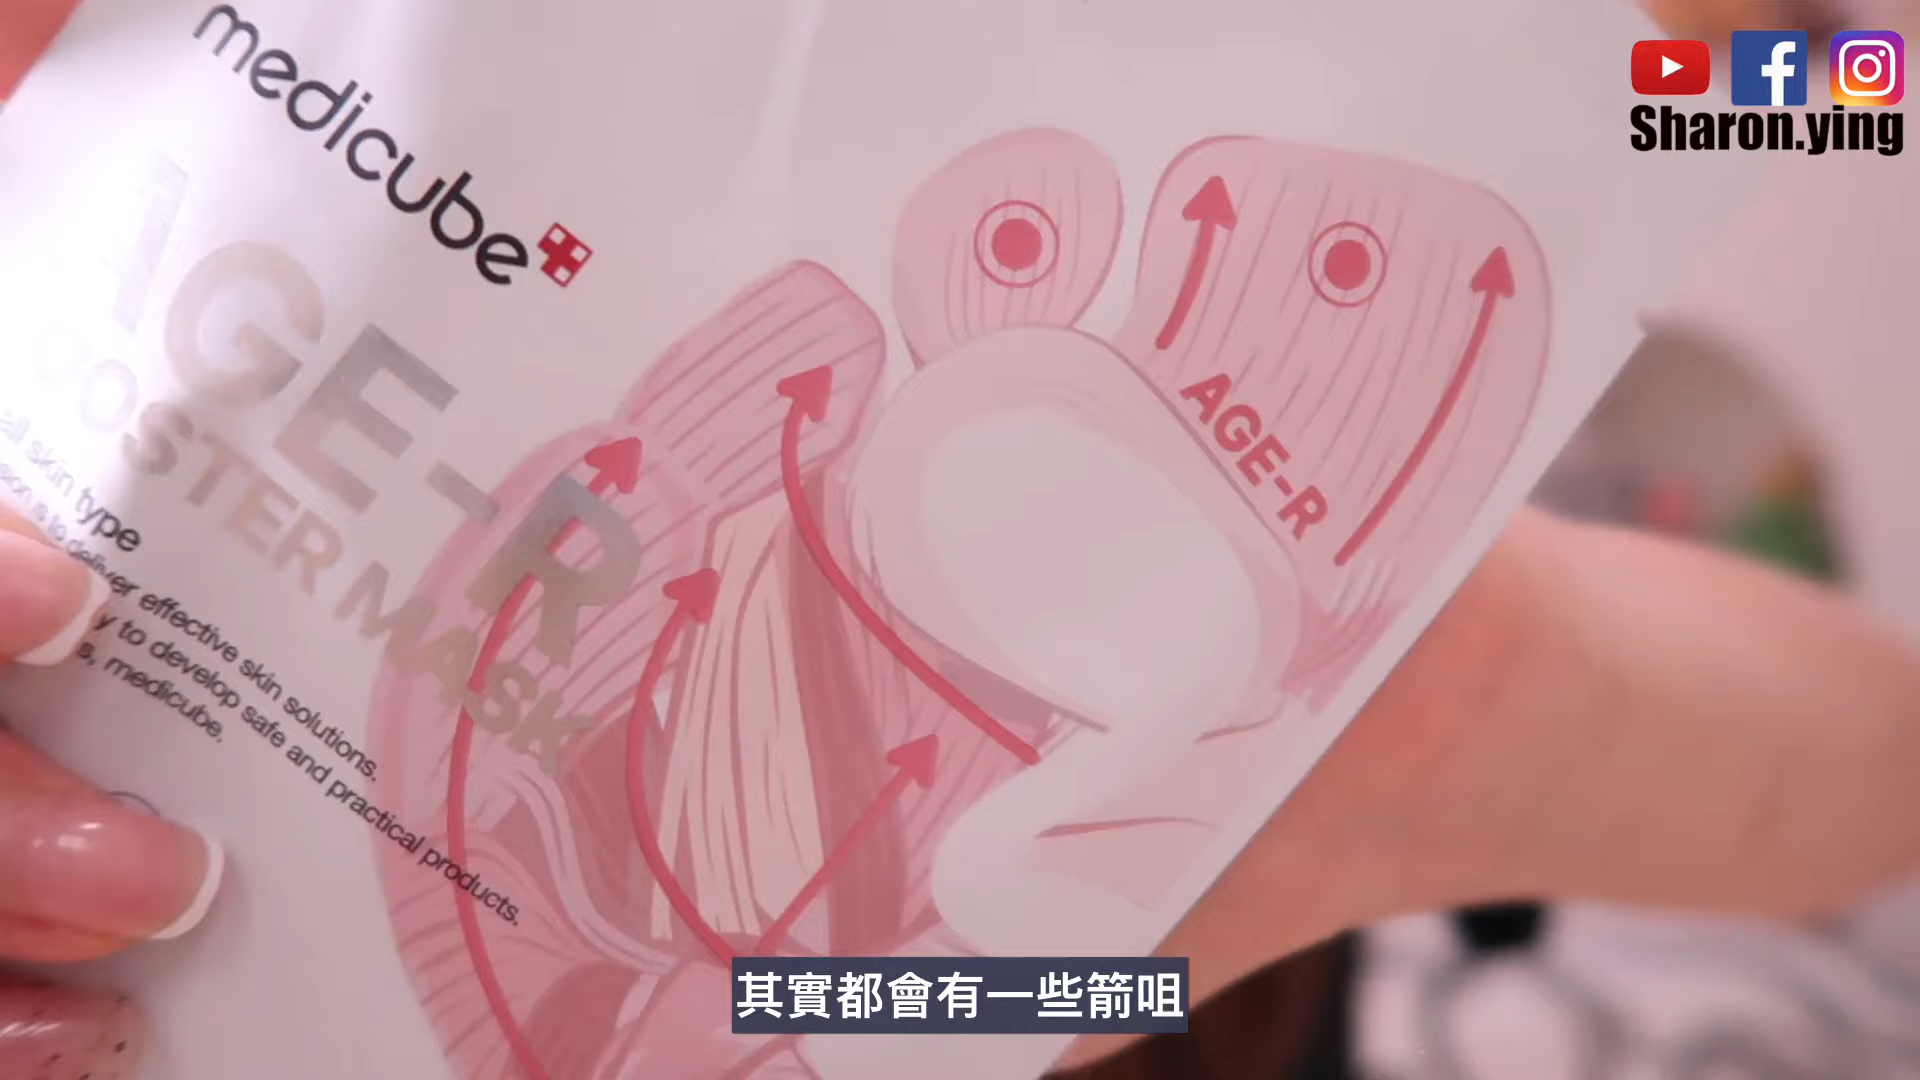 medicube
AGE-R
BOOSTER MASK
all skin type
deliver effective skin solutions.
y to develop safe and practical products.
s, medicube.
AGE-R
Sharon.ying
其實都會有一些箭咀